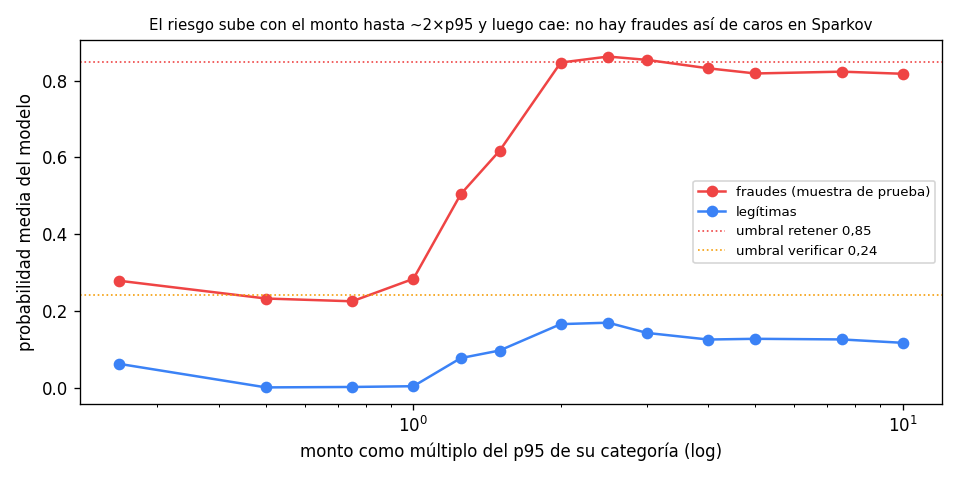 El riesgo sube con el monto hasta ~2×p95 y luego cae: no hay fraudes así de caros en Sparkov
probabilidad media del modelo
0.8
0.6
0.4
0.2
0.0
fraudes (muestra de prueba)
legítimas
umbral retener 0,85
umbral verificar 0,24
10⁰
10¹
monto como múltiplo del p95 de su categoría (log)